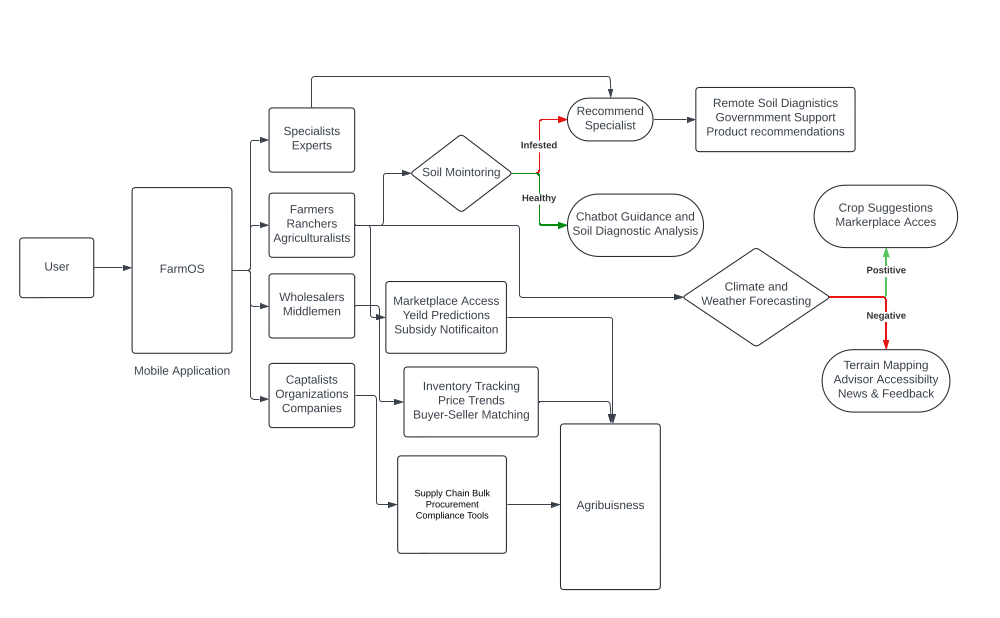 User
FarmOS
Mobile Application
Specialists
Experts
Farmers
Ranchers
Agriculturalists
Wholesalers
Middlemen
Captalists
Organizations
Companies
Soil Mointoring
Infested
Healthy
Recommend
Specialist
Remote Soil Diagnistics
Governmment Support
Product recommendations
Chatbot Guidance and
Soil Diagnostic Analysis
Marketplace Access
Yeild Predictions
Subsidy Notificaiton
Inventory Tracking
Price Trends
Buyer-Seller Matching
Supply Chain Bulk
Procurement
Compliance Tools
Agribuisness
Climate and
Weather Forecasting
Postitive
Negative
Crop Suggestions
Markerplace Acces
Terrain Mapping
Advisor Accessibilty
News & Feedback